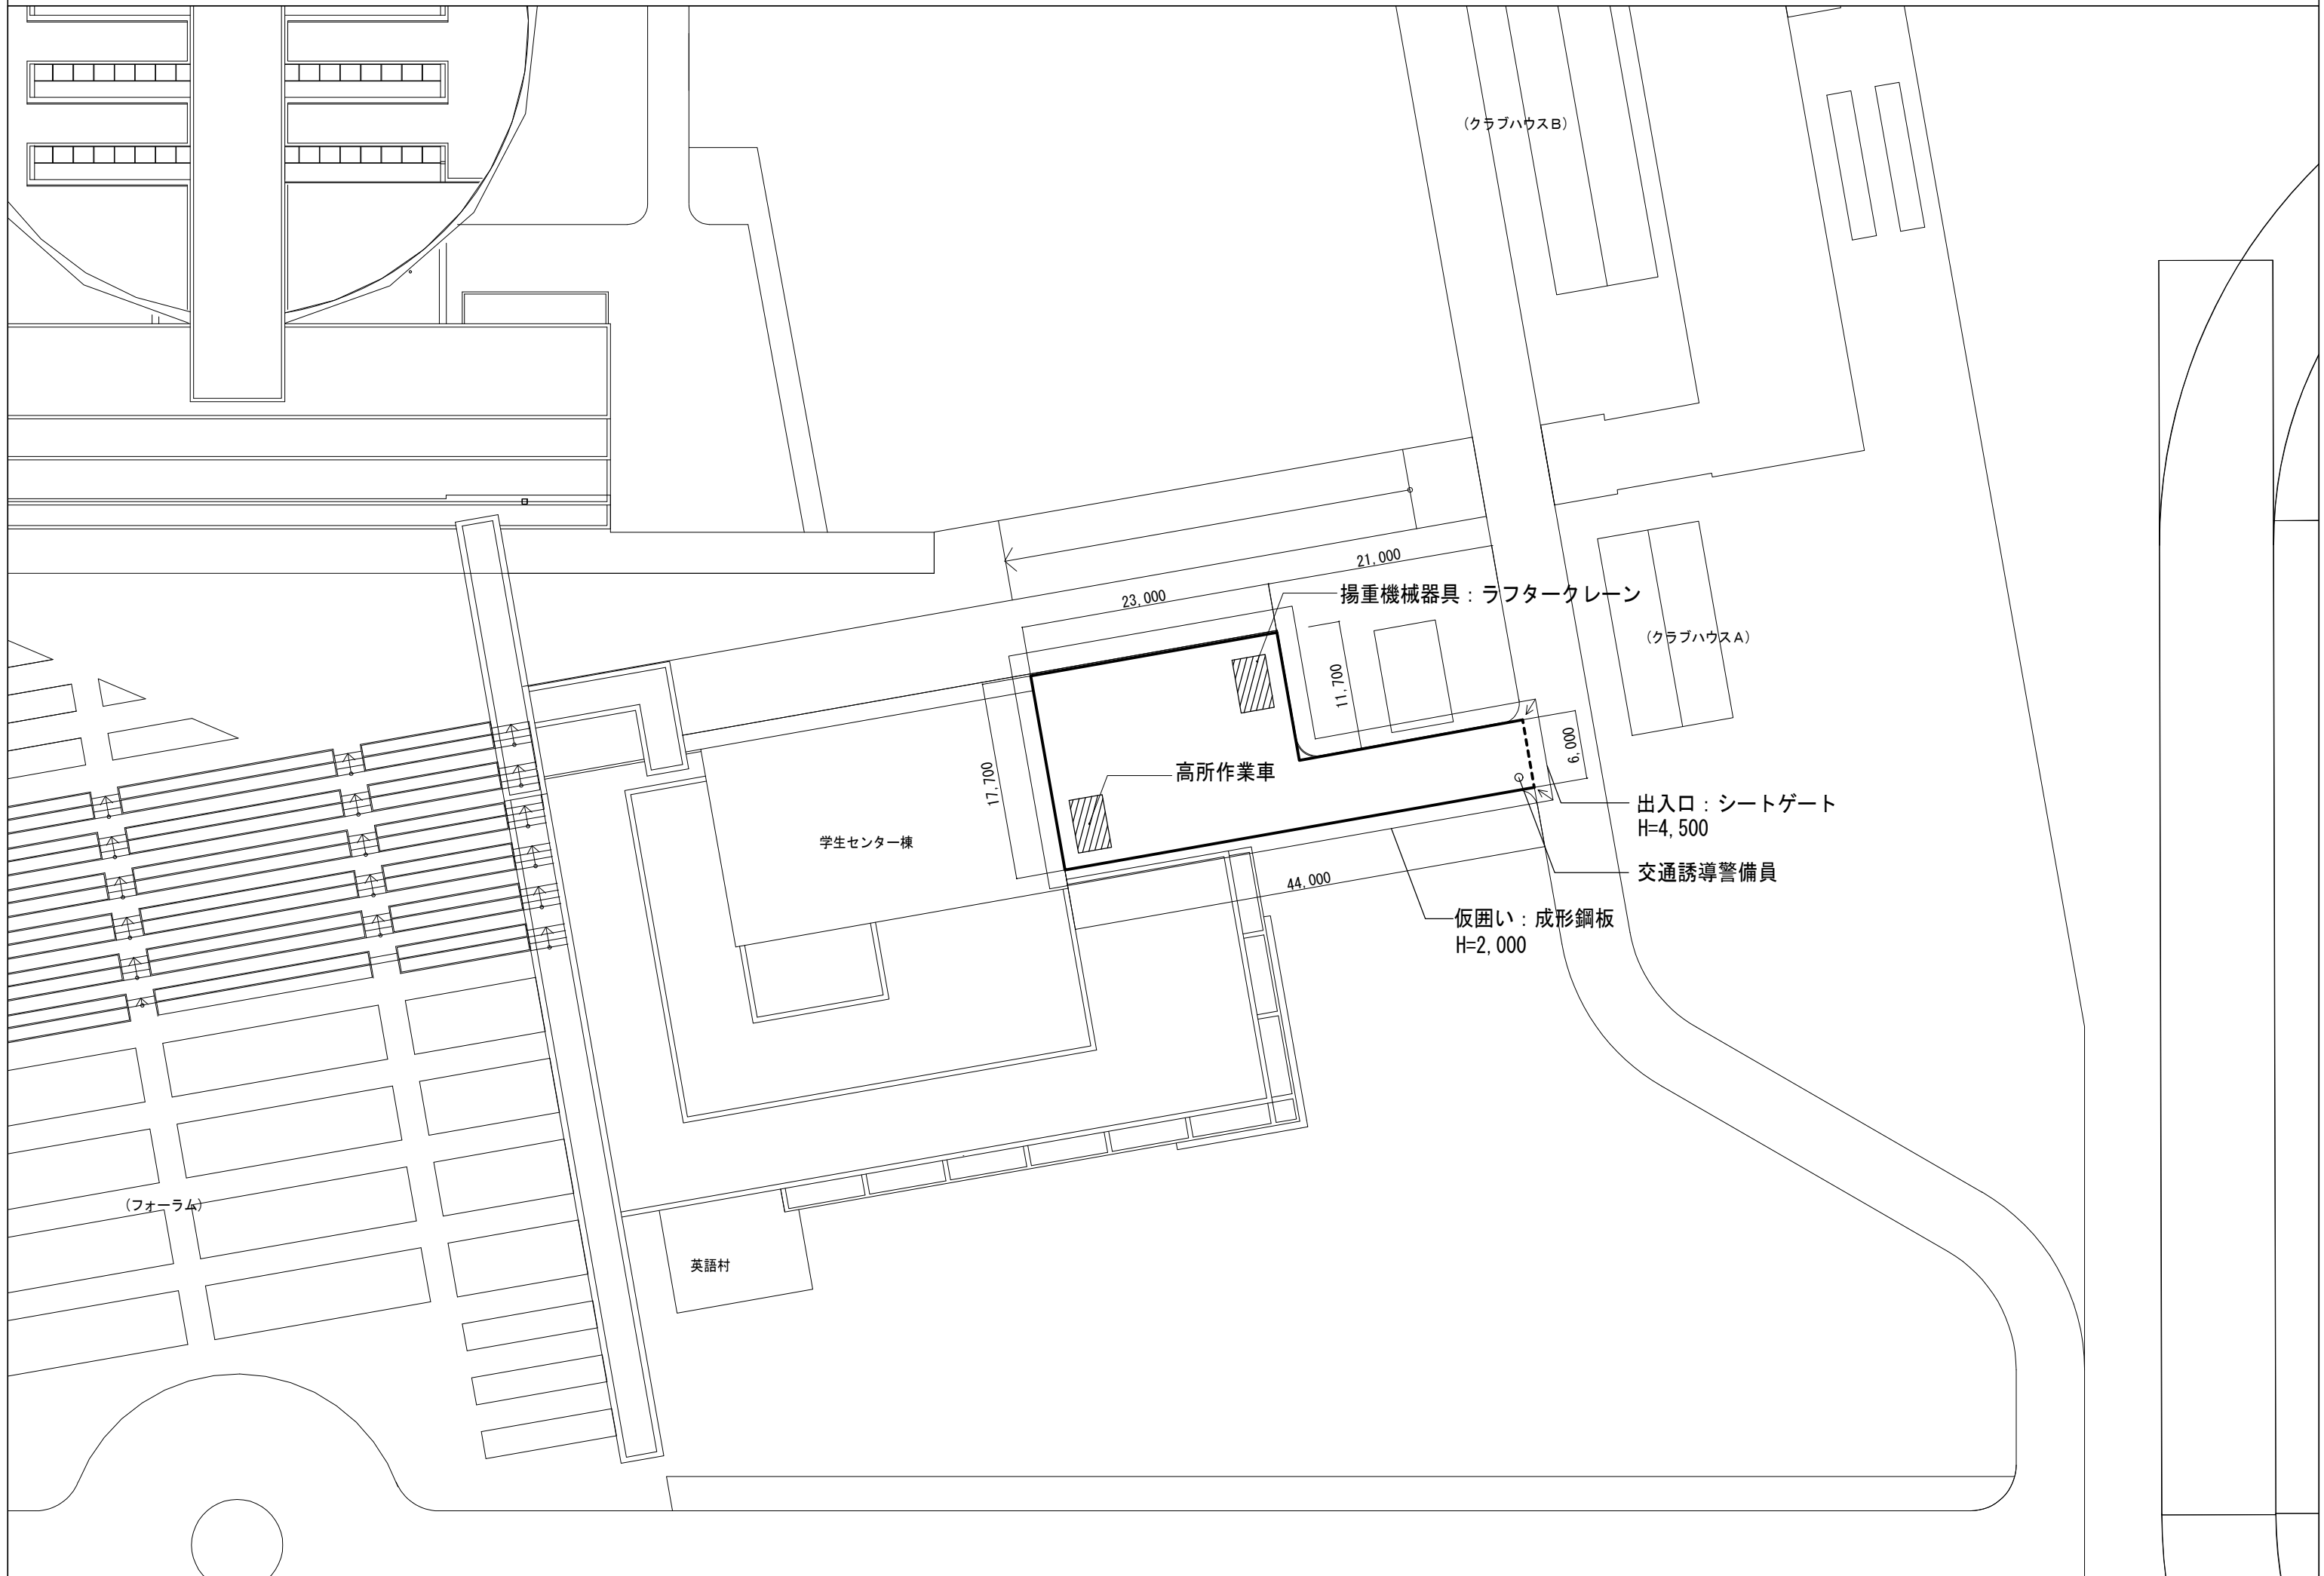 （クラブハウスＢ）
21,000
23,000
揚重機械器具：ラフタークレーン
（クラブハウスＡ）
11,700
6,000
17,700
高所作業車
出入口：シートゲート
H=4,500
学生センター棟
交通誘導警備員
44,000
仮囲い：成形鋼板
H=2,000
（フォーラム）
英語村